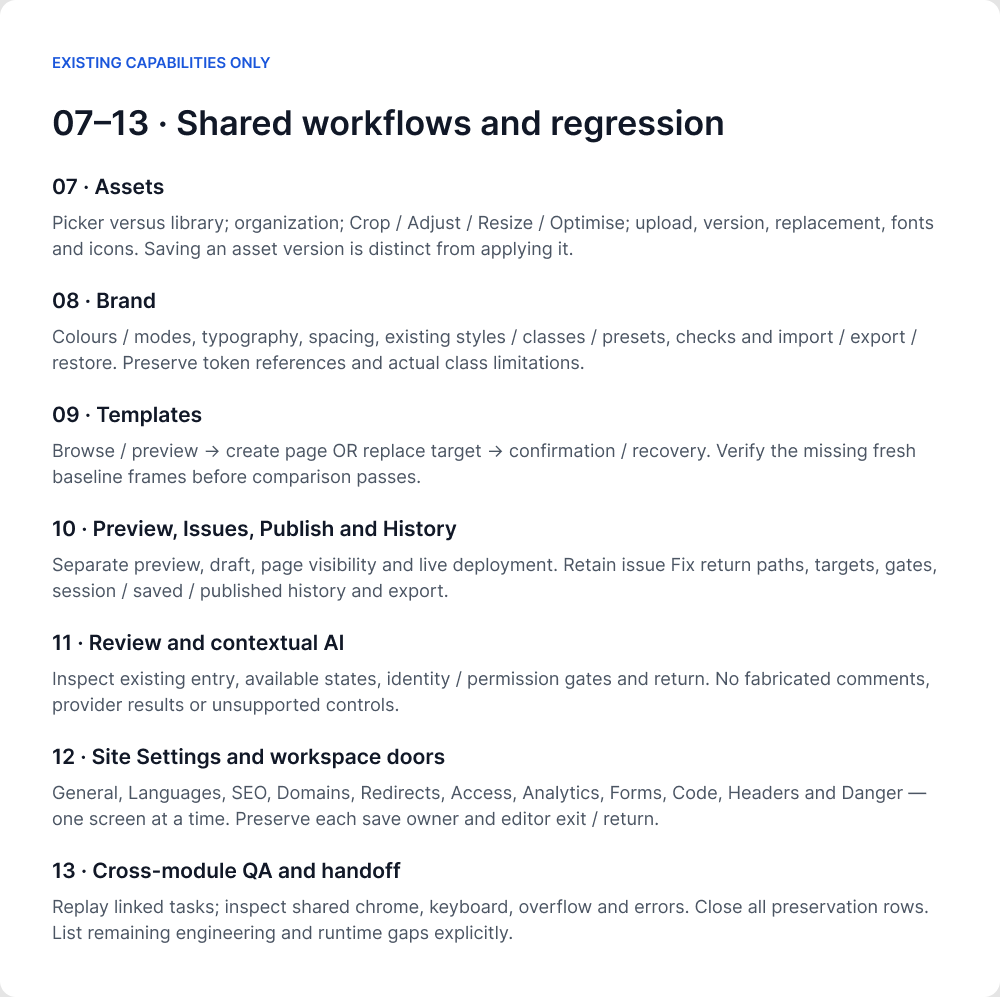 EXISTING CAPABILITIES ONLY
07–13 · Shared workflows and regression
07 · Assets
Picker versus library; organization; Crop / Adjust / Resize / Optimise; upload, version, replacement, fonts
and icons. Saving an asset version is distinct from applying it.
08 · Brand
Colours / modes, typography, spacing, existing styles / classes / presets, checks and import / export /
restore. Preserve token references and actual class limitations.
09 · Templates
Browse / preview → create page OR replace target → confirmation / recovery. Verify the missing fresh
baseline frames before comparison passes.
10 · Preview, Issues, Publish and History
Separate preview, draft, page visibility and live deployment. Retain issue Fix return paths, targets, gates,
session / saved / published history and export.
11 · Review and contextual AI
Inspect existing entry, available states, identity / permission gates and return. No fabricated comments,
provider results or unsupported controls.
12 · Site Settings and workspace doors
General, Languages, SEO, Domains, Redirects, Access, Analytics, Forms, Code, Headers and Danger —
one screen at a time. Preserve each save owner and editor exit / return.
13 · Cross-module QA and handoff
Replay linked tasks; inspect shared chrome, keyboard, overflow and errors. Close all preservation rows.
List remaining engineering and runtime gaps explicitly.